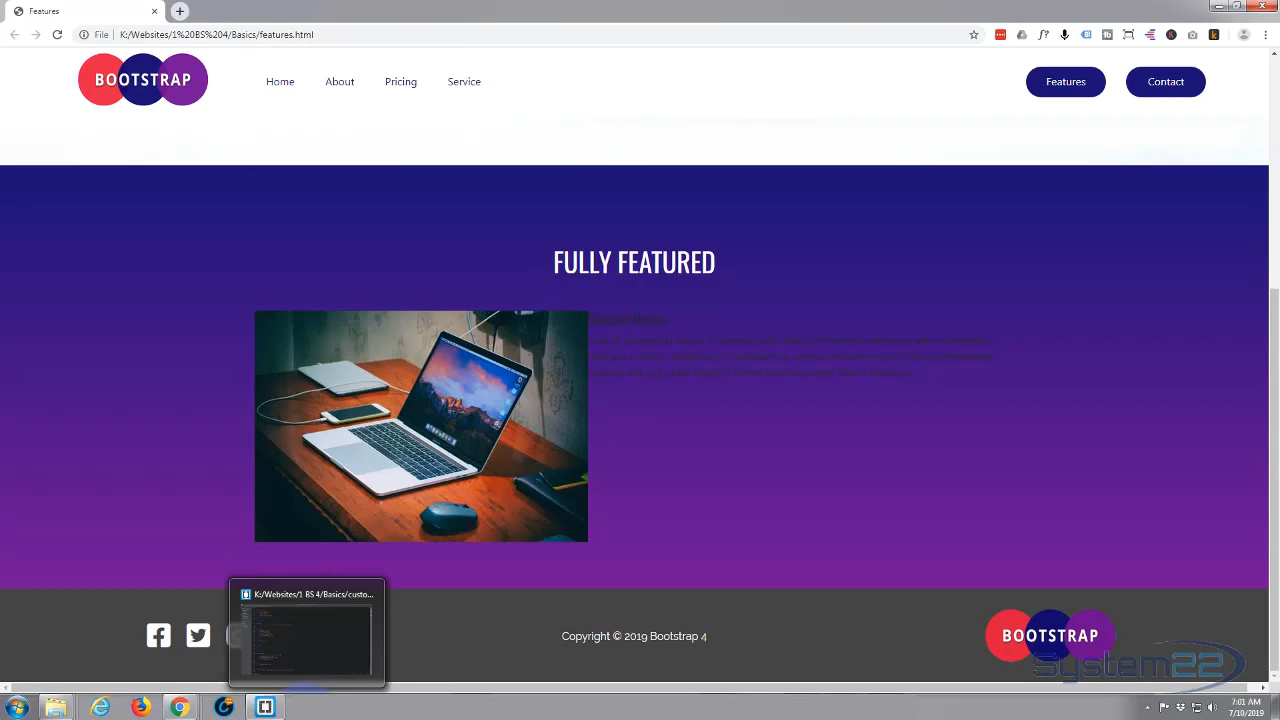 Features
File | K:/Websites/1%20BS%204/Basics/features.html
BOOTSTRAP
Home
About
Pricing
Service
Features
Contact
FULLY FEATURED
K:/Websites/1 BS 4/Basics/custo...
Copyright © 2019 Bootstrap 4
BOOTSTRAP
System22
7:01 AM
7/10/2019